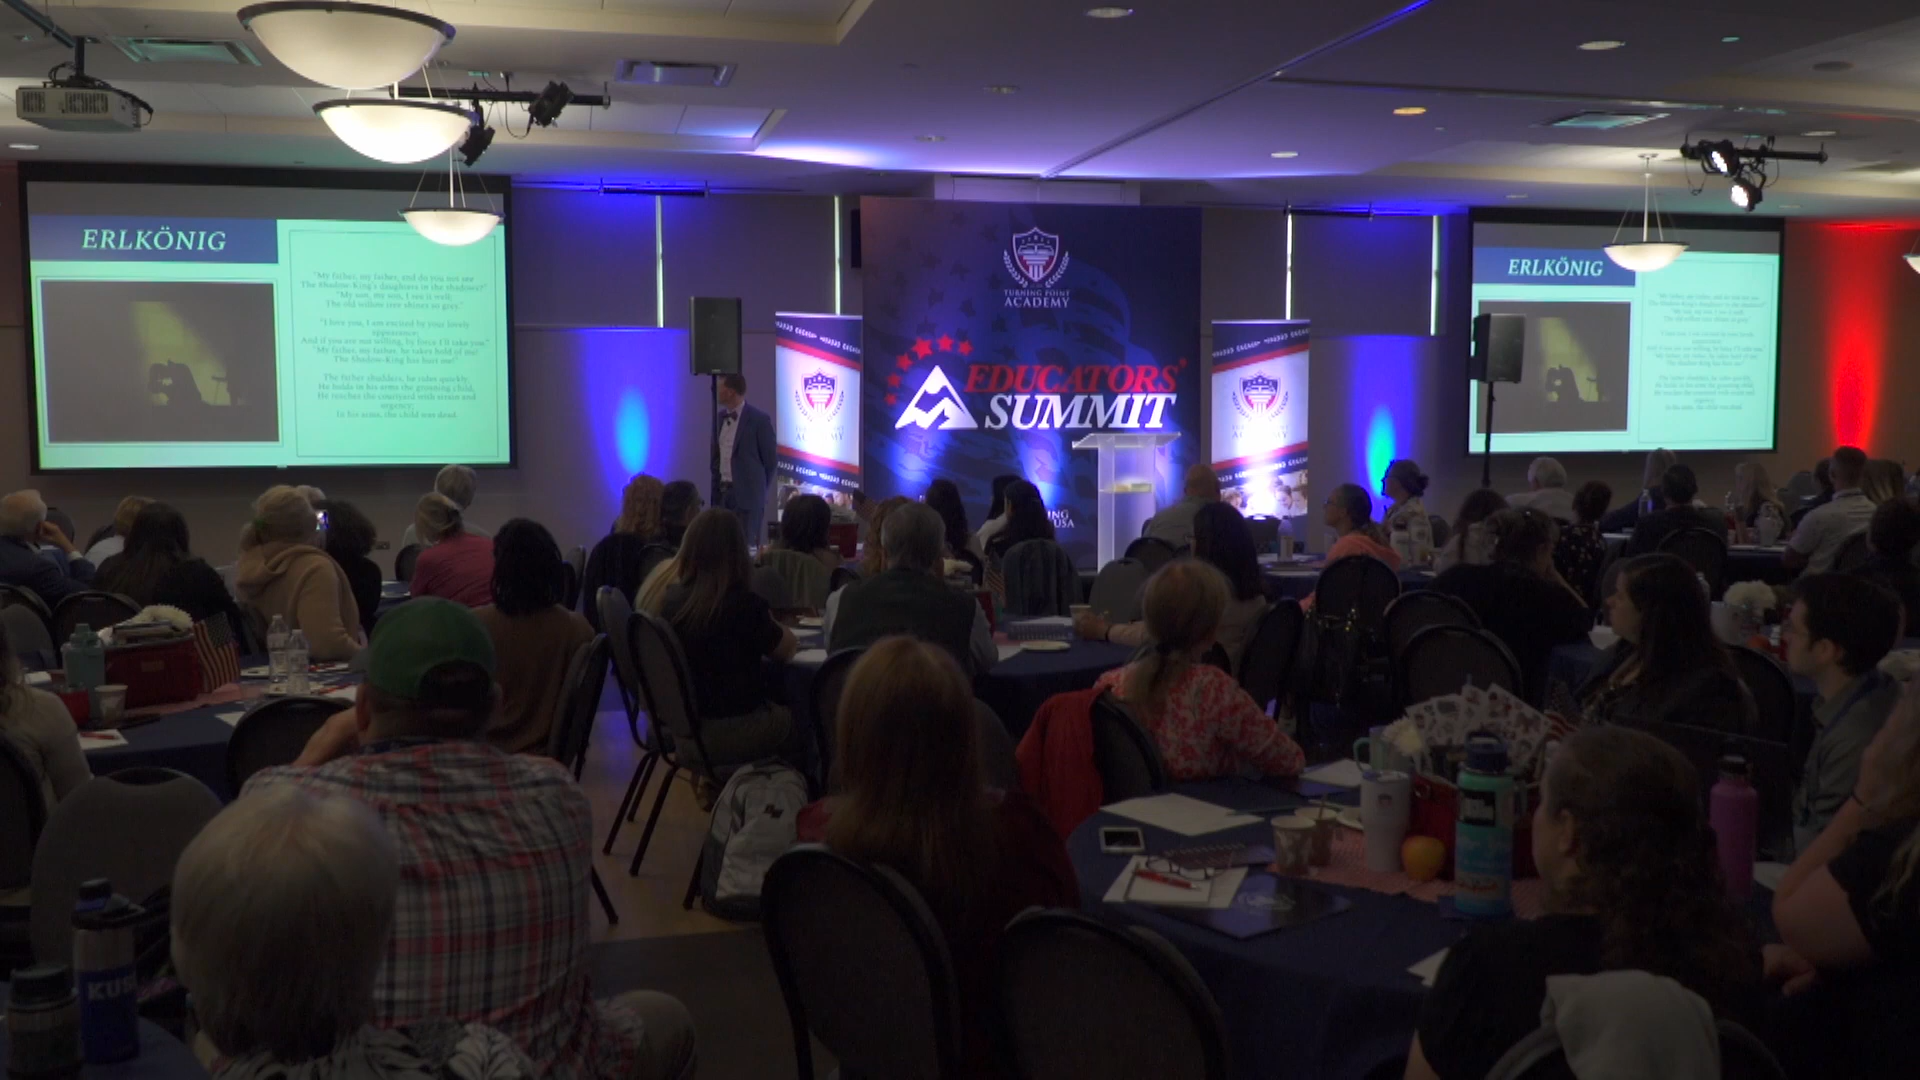 ERLKÖNIG
"My father, my father, and do you not see
The Shadow-King's daughters in the shadows?"
"My son, my son, I see it well:
The old willow tree shines so grey."
"I love you, I am excited by your lovely
appearance;
And if you are not willing, by force I'll take you."
"My father, my father, he takes hold of me!
The Shadow-King has hurt me!"
The father shudders, he rides quickly,
He holds in his arms the groaning child,
He reaches the courtyard with strain and
urgency;
In his arms, the child was dead.
TURNING POINT
ACADEMY
EDUCATORS
SUMMIT
ACADEMY
USA
ERLKÖNIG